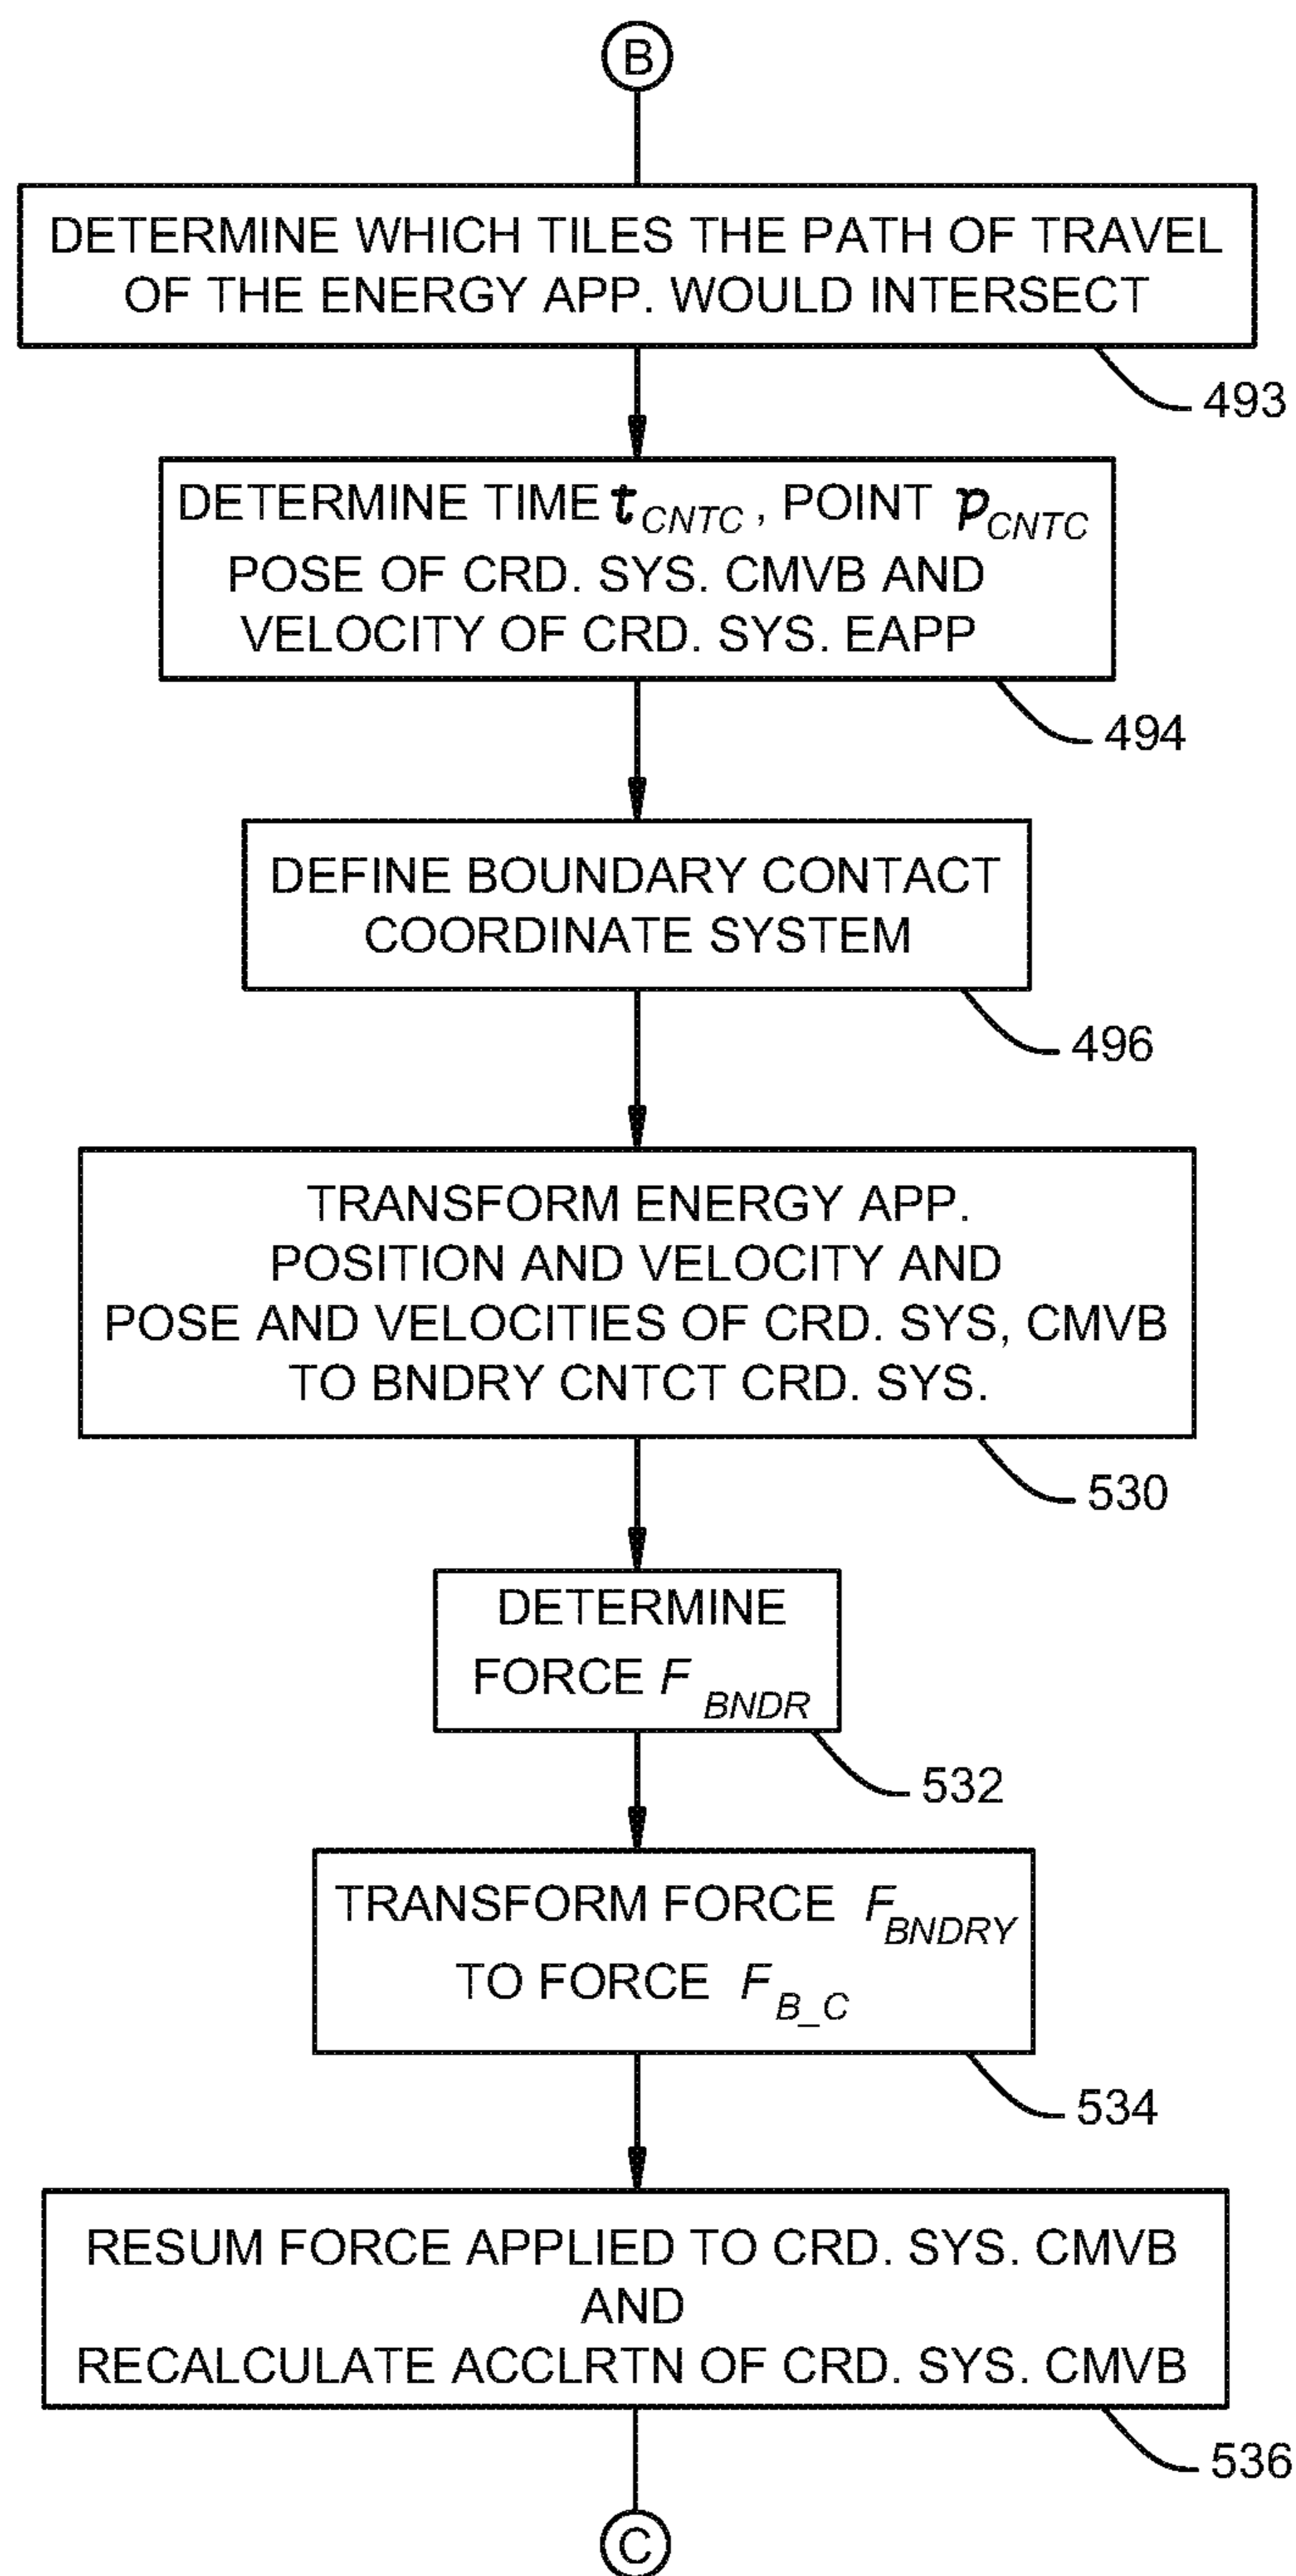 B
DETERMINE WHICH TILES THE PATH OF TRAVEL
OF THE ENERGY APP. WOULD INTERSECT
493
DETERMINE TIME t CNTC , POINT p CNTC
POSE OF CRD. SYS. CMVB AND
VELOCITY OF CRD. SYS. EAPP
494
DEFINE BOUNDARY CONTACT
COORDINATE SYSTEM
496
TRANSFORM ENERGY APP.
POSITION AND VELOCITY AND
POSE AND VELOCITIES OF CRD. SYS, CMVB
TO BNDRY CNTCT CRD. SYS.
530
DETERMINE
FORCE F BNDR
532
TRANSFORM FORCE F BNDRY
TO FORCE F B_C
534
RESUM FORCE APPLIED TO CRD. SYS. CMVB
AND
RECALCULATE ACCLRTN OF CRD. SYS. CMVB
536
C